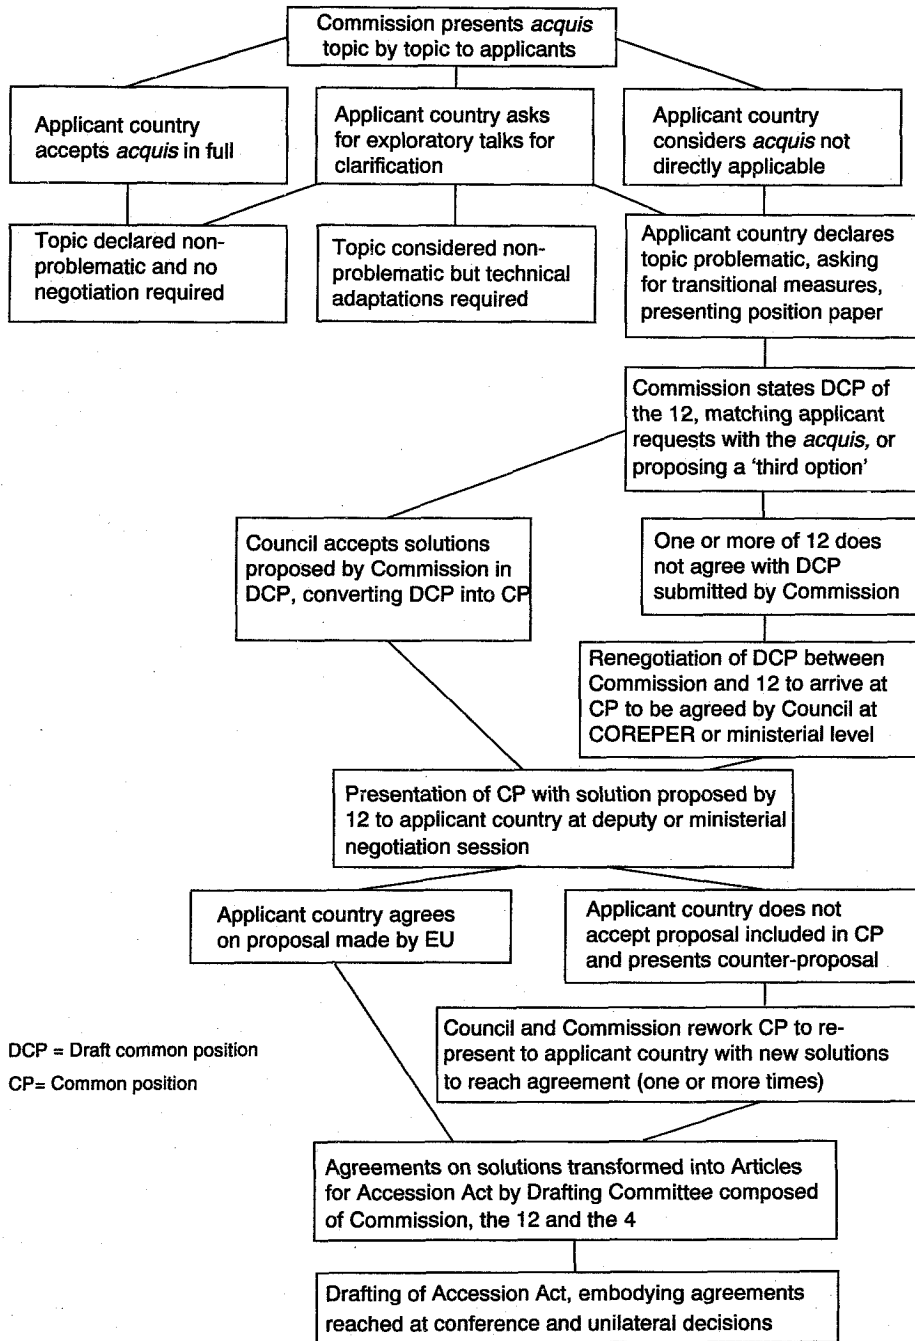 Commission presents acquis
topic by topic to applicants
Applicant country
accepts acquis in full
Applicant country asks
for exploratory talks for
clarification
Applicant country
considers acquis not
directly applicable
Topic declared non-
problematic and no
negotiation required
Topic considered non-
problematic but technical
adaptations required
Applicant country declares
topic problematic, asking
for transitional measures,
presenting position paper
Commission states DCP of
the 12, matching applicant
requests with the acquis, or
proposing a ‘third option’
Council accepts solutions
proposed by Commission in
DCP, converting DCP into CP
One or more of 12 does
not agree with DCP
submitted by Commission
Renegotiation of DCP between
Commission and 12 to arrive at
CP to be agreed by Council at
COREPER or ministerial level
Presentation of CP with solution proposed by
12 to applicant country at deputy or ministerial
negotiation session
Applicant country agrees
on proposal made by EU
Applicant country does not
accept proposal included in CP
and presents counter-proposal
Council and Commission rework CP to re-
present to applicant country with new solutions
to reach agreement (one or more times)
DCP = Draft common position
CP= Common position
Agreements on solutions transformed into Articles
for Accession Act by Drafting Committee composed
of Commission, the 12 and the 4
Drafting of Accession Act, embodying agreements
reached at conference and unilateral decisions